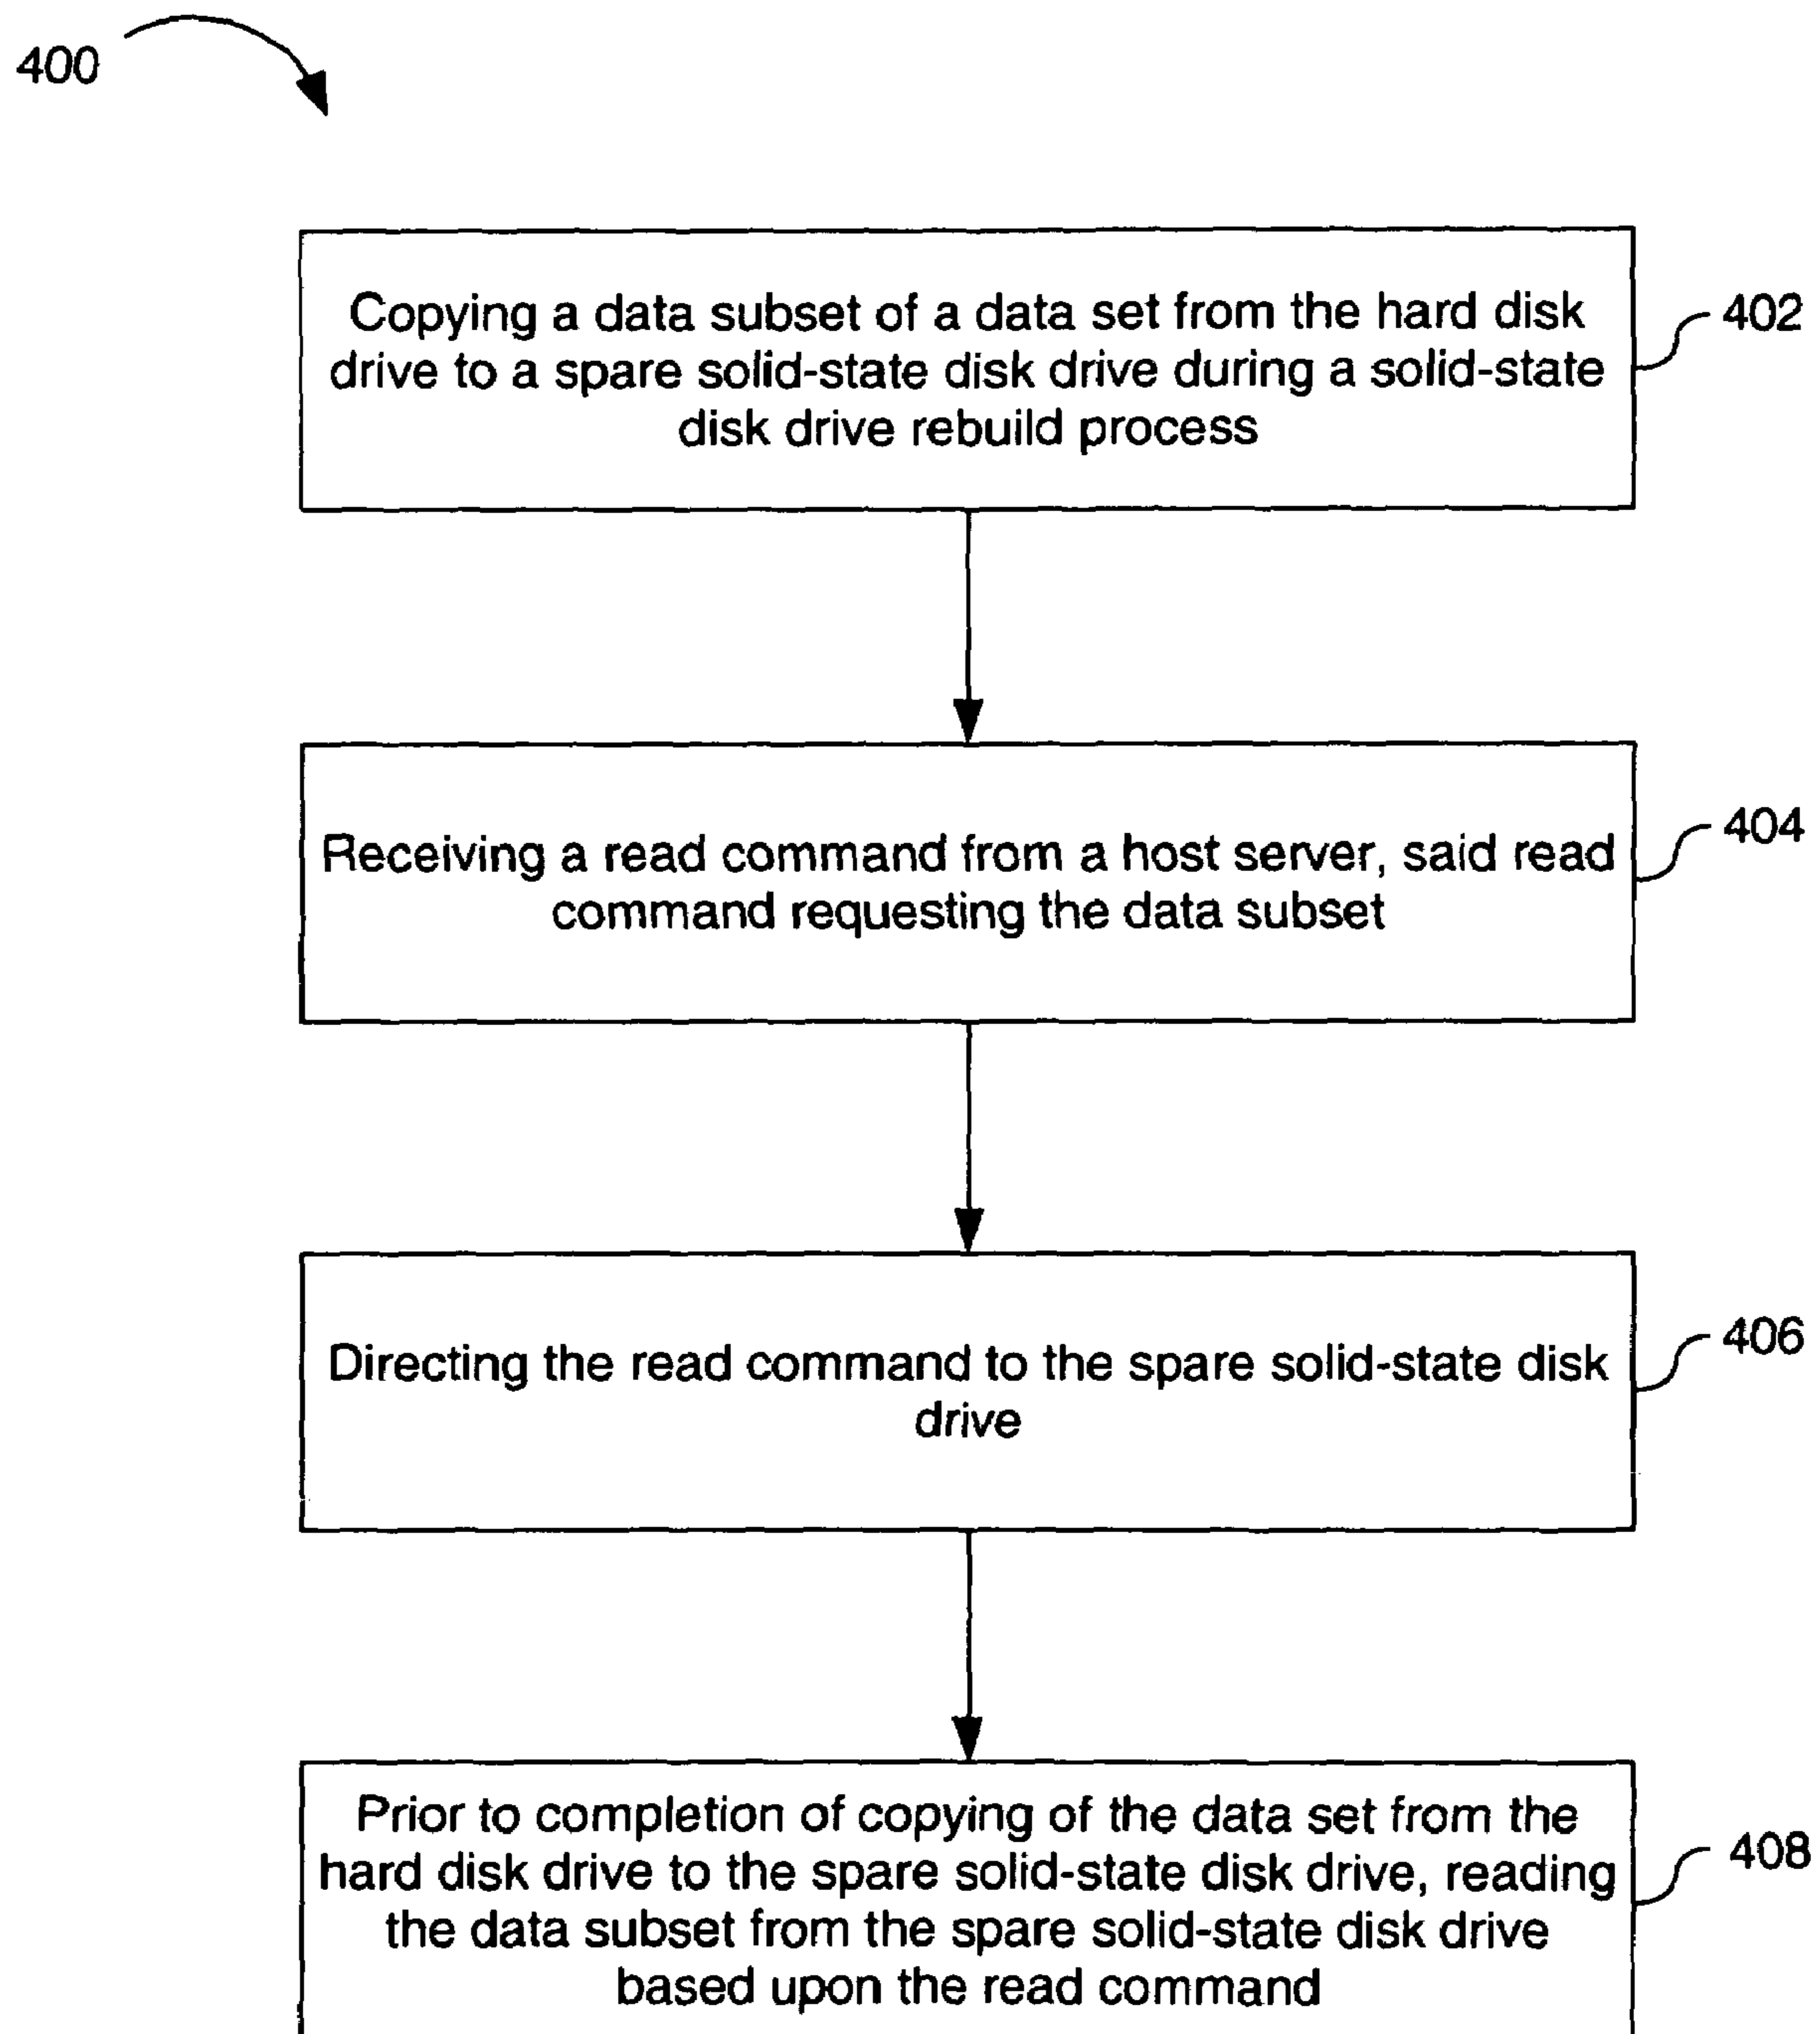 400
Copying a data subset of a data set from the hard disk
drive to a spare solid-state disk drive during a solid-state
disk drive rebuild process
402
Receiving a read command from a host server, said read
command requesting the data subset
404
Directing the read command to the spare solid-state disk
drive
406
Prior to completion of copying of the data set from the
hard disk drive to the spare solid-state disk drive, reading
the data subset from the spare solid-state disk drive
based upon the read command
408